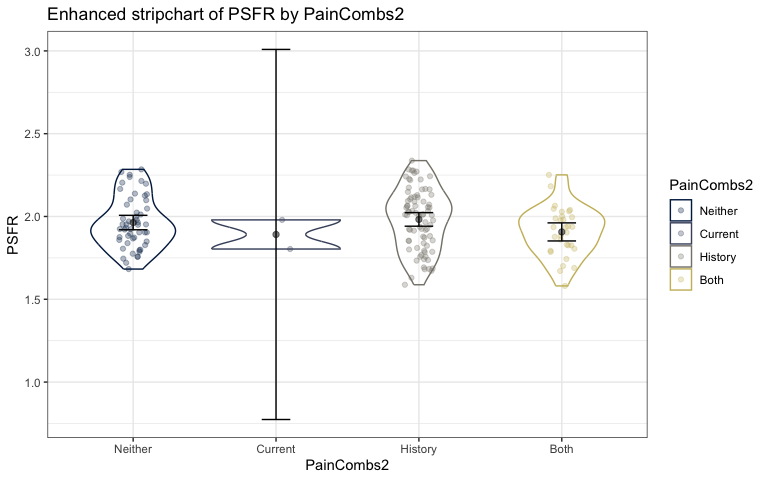 Enhanced stripchart of PSFR by PainCombs2
3.0
2.5
2.0
1.5
1.0
PSFR
Neither Current History Both
PainCombs2
PainCombs2
Neither
Current
History
Both